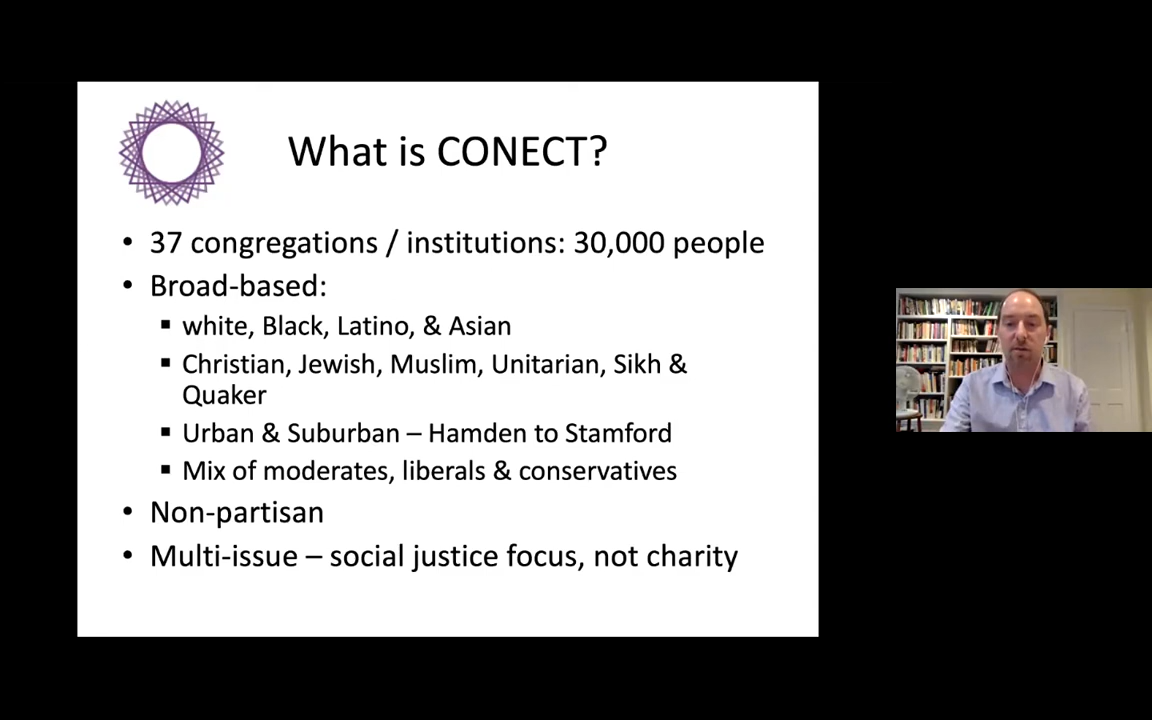 What is CONECT?
• 37 congregations / institutions: 30,000 people
• Broad-based:
▪ white, Black, Latino, & Asian
▪ Christian, Jewish, Muslim, Unitarian, Sikh &
Quaker
▪ Urban & Suburban – Hamden to Stamford
▪ Mix of moderates, liberals & conservatives
• Non-partisan
• Multi-issue – social justice focus, not charity